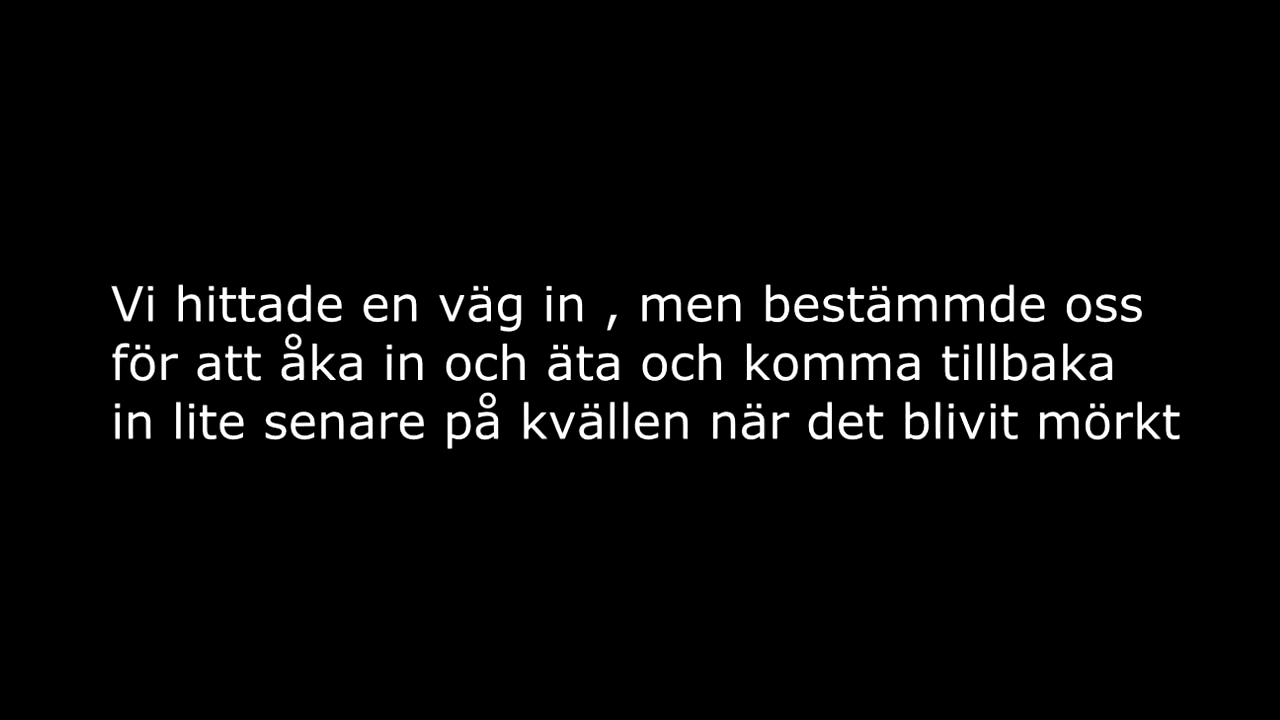 Vi hittade en väg in , men bestämmde oss
för att åka in och äta och komma tillbaka
in lite senare på kvällen när det blivit mörkt